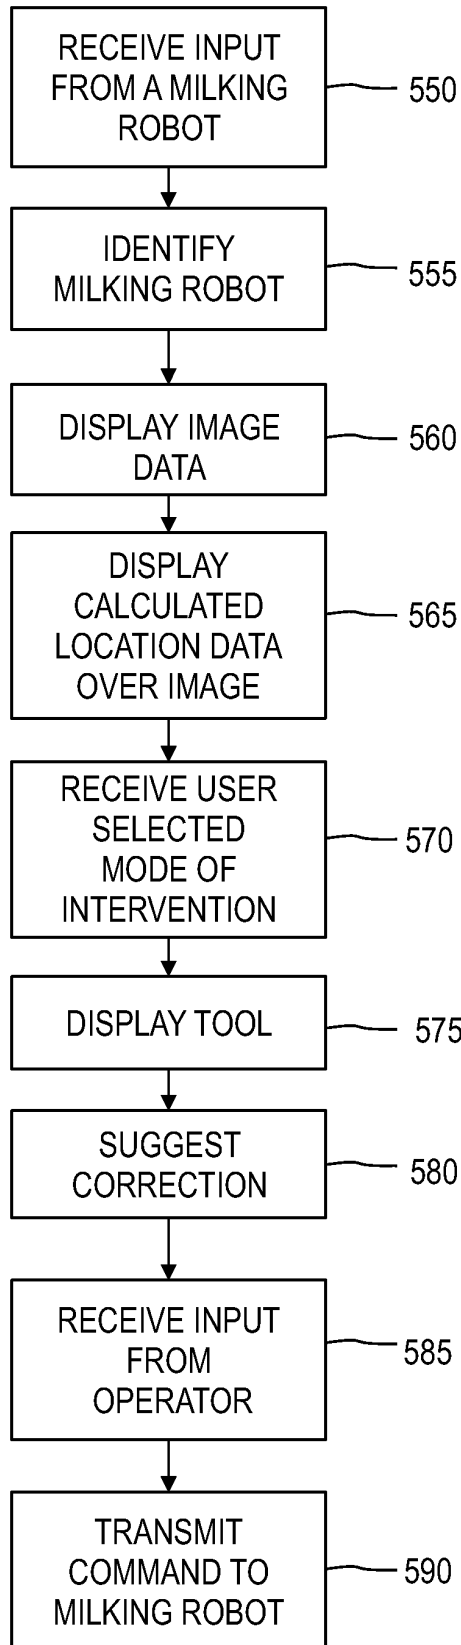 RECEIVE INPUT
FROM A MILKING
ROBOT
550
IDENTIFY
MILKING ROBOT
555
DISPLAY IMAGE
DATA
560
DISPLAY
CALCULATED
LOCATION DATA
OVER IMAGE
565
RECEIVE USER
SELECTED
MODE OF
INTERVENTION
570
DISPLAY TOOL
575
SUGGEST
CORRECTION
580
RECEIVE INPUT
FROM
OPERATOR
585
TRANSMIT
COMMAND TO
MILKING ROBOT
590